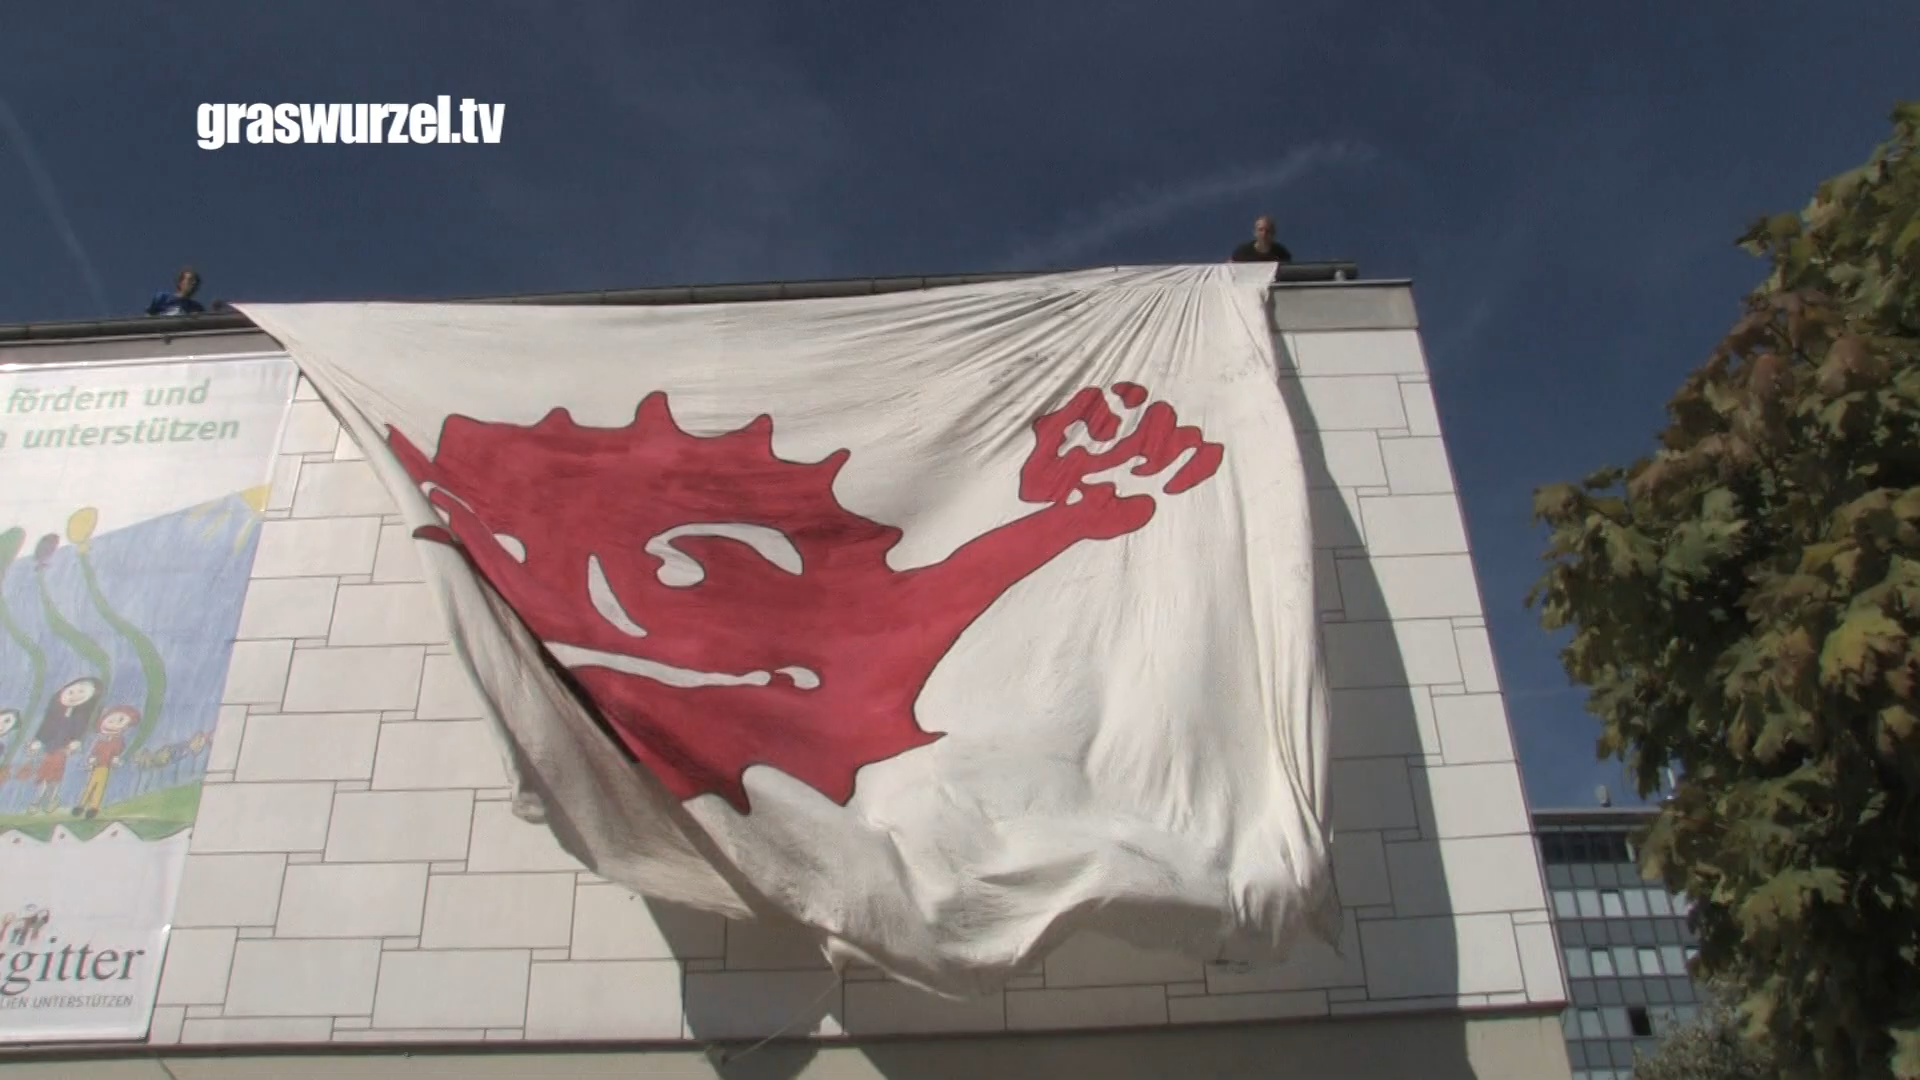 graswurzel.tv
fördern und
unterstützen
gitter
LIEN UNTERSTÜTZEN